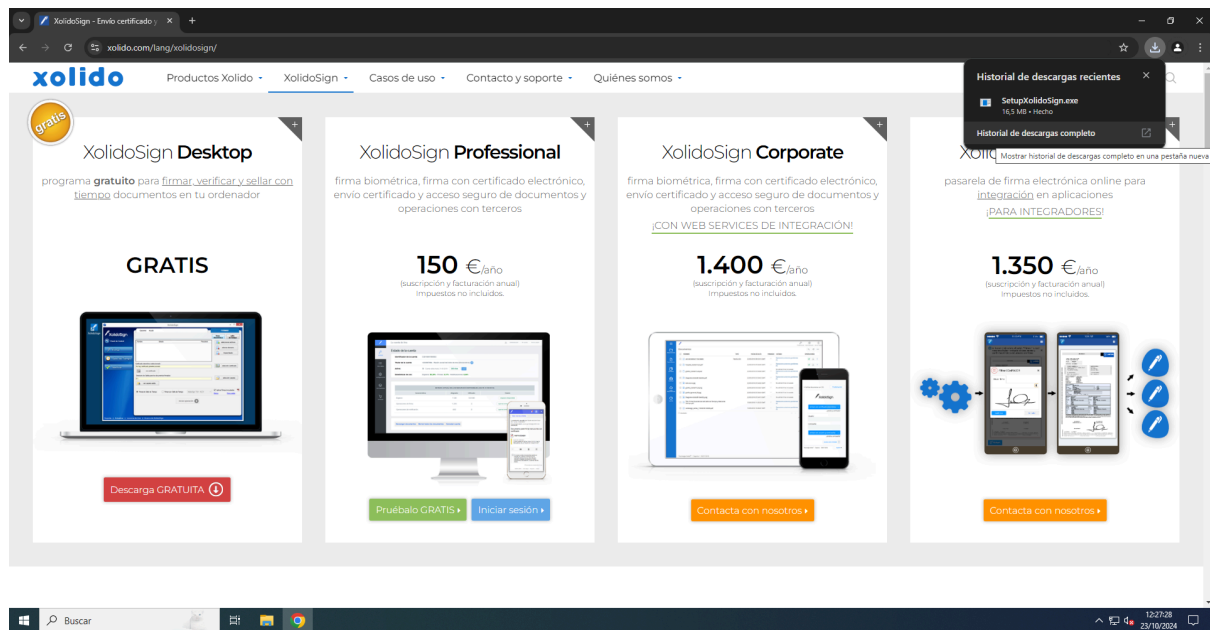 XolidoSign - Envío certificado y
xolido.com/lang/xolidosign/
xolido
Productos Xolido
XolidoSign
Casos de uso
Contacto y soporte
Quiénes somos
Historial de descargas recientes
SetupXolidoSign.exe
16,5 MB • Hecho
Historial de descargas completo
Mostrar historial de descargas completo en una pestaña nueva
gratis
XolidoSign Desktop
programa gratuito para firmar, verificar y sellar con
tiempo documentos en tu ordenador
GRATIS
Descarga GRATUITA
XolidoSign Professional
firma biométrica, firma con certificado electrónico,
envío certificado y acceso seguro de documentos y
operaciones con terceros
150 €/año
(suscripción y facturación anual)
Impuestos no incluidos.
Pruébalo GRATIS
Iniciar sesión
XolidoSign Corporate
firma biométrica, firma con certificado electrónico,
envío certificado y acceso seguro de documentos y
operaciones con terceros
¡CON WEB SERVICES DE INTEGRACIÓN!
1.400 €/año
(suscripción y facturación anual)
Impuestos no incluidos.
Contacta con nosotros
pasarela de firma electrónica online para
integración en aplicaciones
¡PARA INTEGRADORES!
1.350 €/año
(suscripción y facturación anual)
Impuestos no incluidos.
Contacta con nosotros
Buscar
12:27:28
23/10/2024